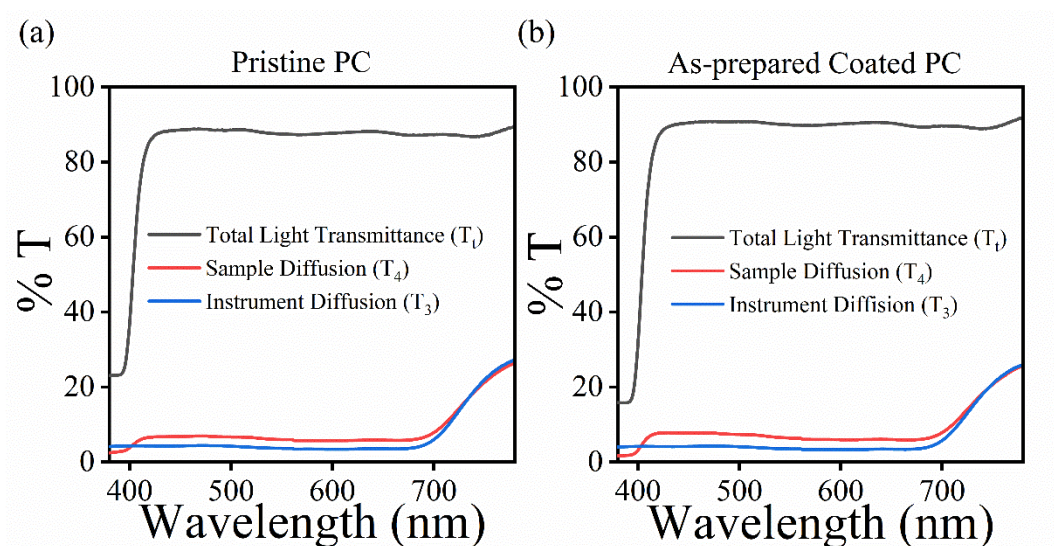 (a)
Pristine PC
100
80
60
40
20
0
% T
Total Light Transmittance (Tt)
Sample Diffusion (T4)
Instrument Diffusion (T3)
400 500 600 700
Wavelength (nm)
(b)
As-prepared Coated PC
100
80
60
40
20
0
% T
Total Light Transmittance (Tt)
Sample Diffusion (T4)
Instrument Diffision (T3)
400 500 600 700
Wavelength (nm)